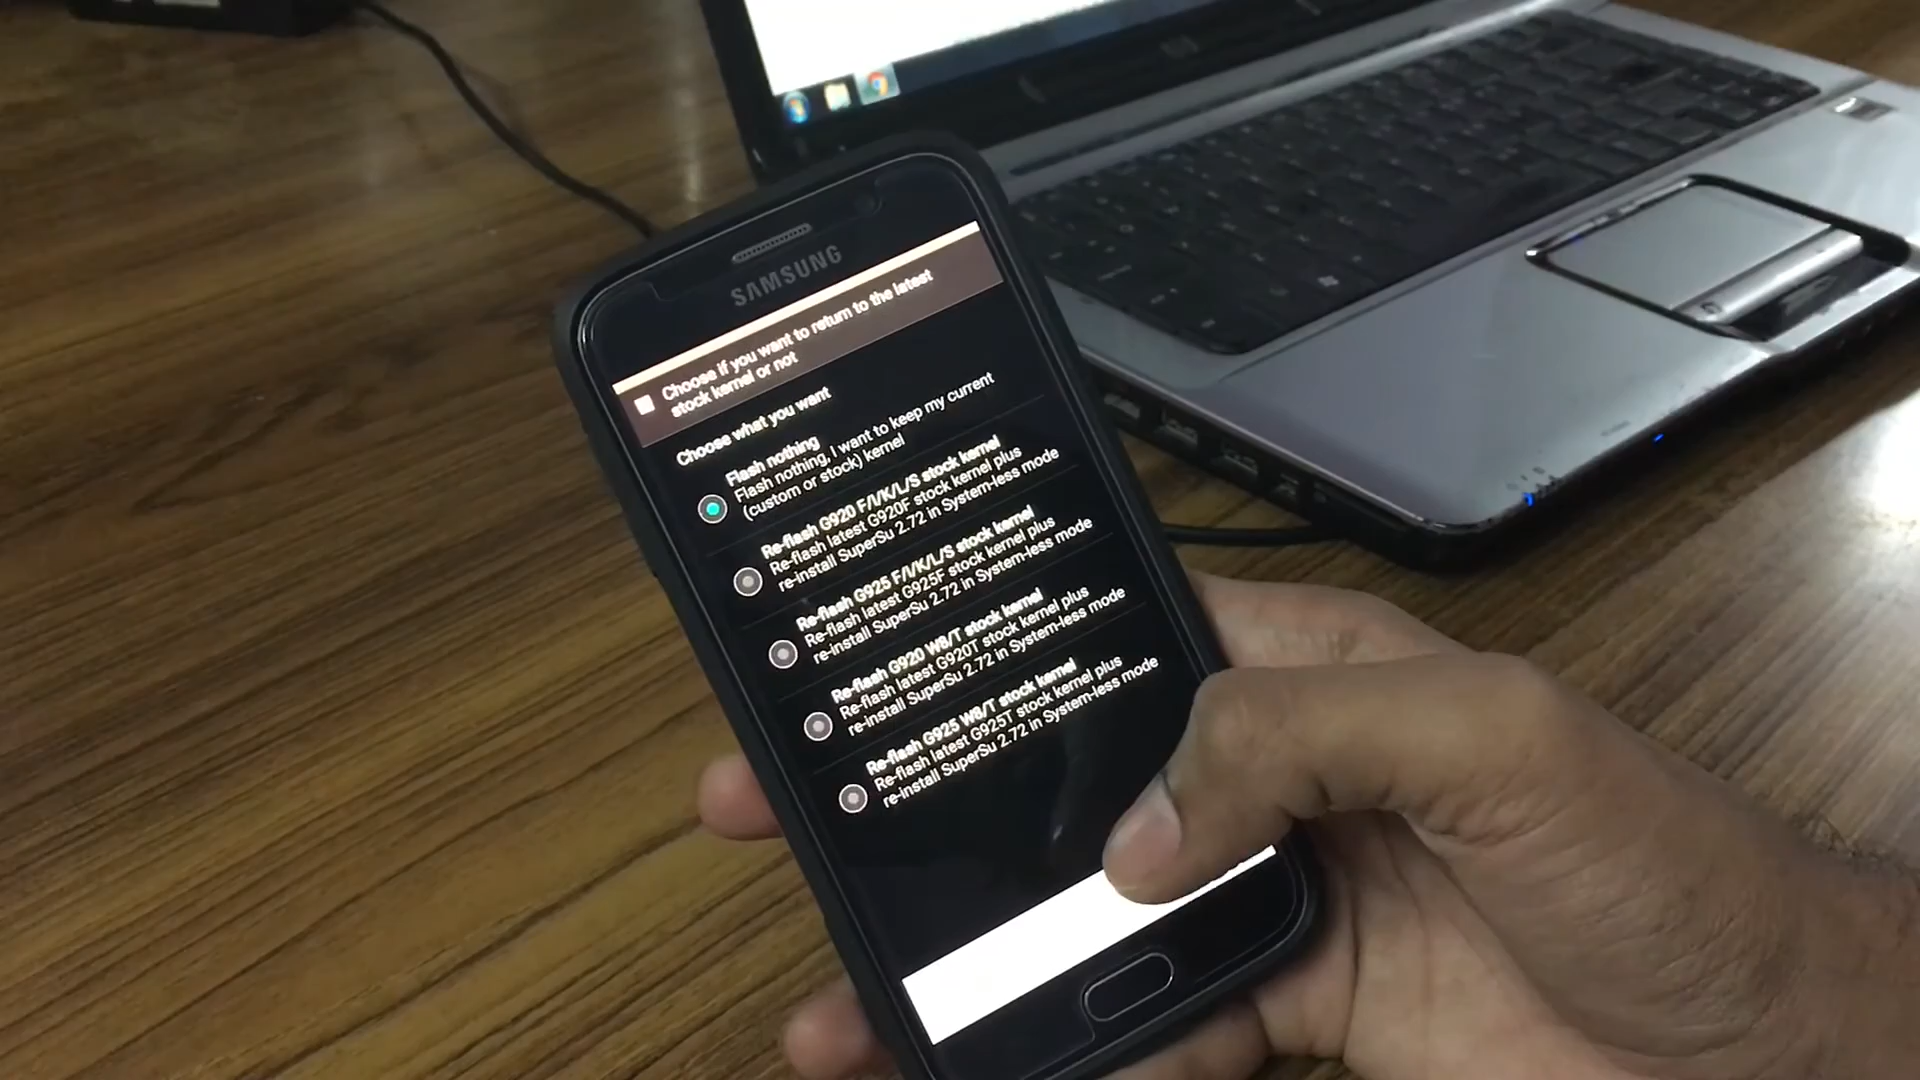 SAMSUNG
Choose if you want to return to the latest
stock kernel or not
Choose what you want
Flash nothing
Flash nothing, I want to keep my current
(custom or stock) kernel
Re-flash G920 F/I/K/L/S stock kernel
Re-flash latest G920F stock kernel plus
re-install SuperSu 2.72 in System-less mode
Re-flash G925 F/I/K/L/S stock kernel
Re-flash latest G925F stock kernel plus
re-install SuperSu 2.72 in System-less mode
Re-flash G920 W8/T stock kernel
Re-flash latest G920T stock kernel plus
re-install SuperSu 2.72 in System-less mode
Re-flash G925 W8/T stock kernel
Re-flash latest G925T stock kernel plus
re-install SuperSu 2.72 in System-less mode